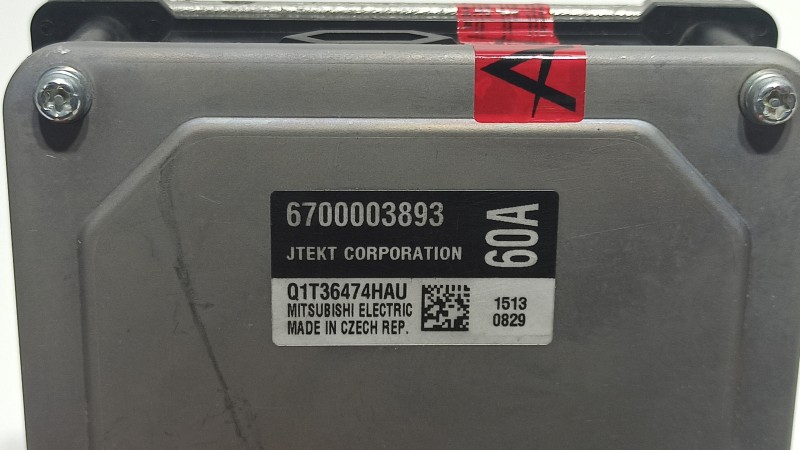 A
6700003893
60A
JTEKT CORPORATION
Q1T36474HAU
MITSUBISHI ELECTRIC
MADE IN CZECH REP.
1513
0829